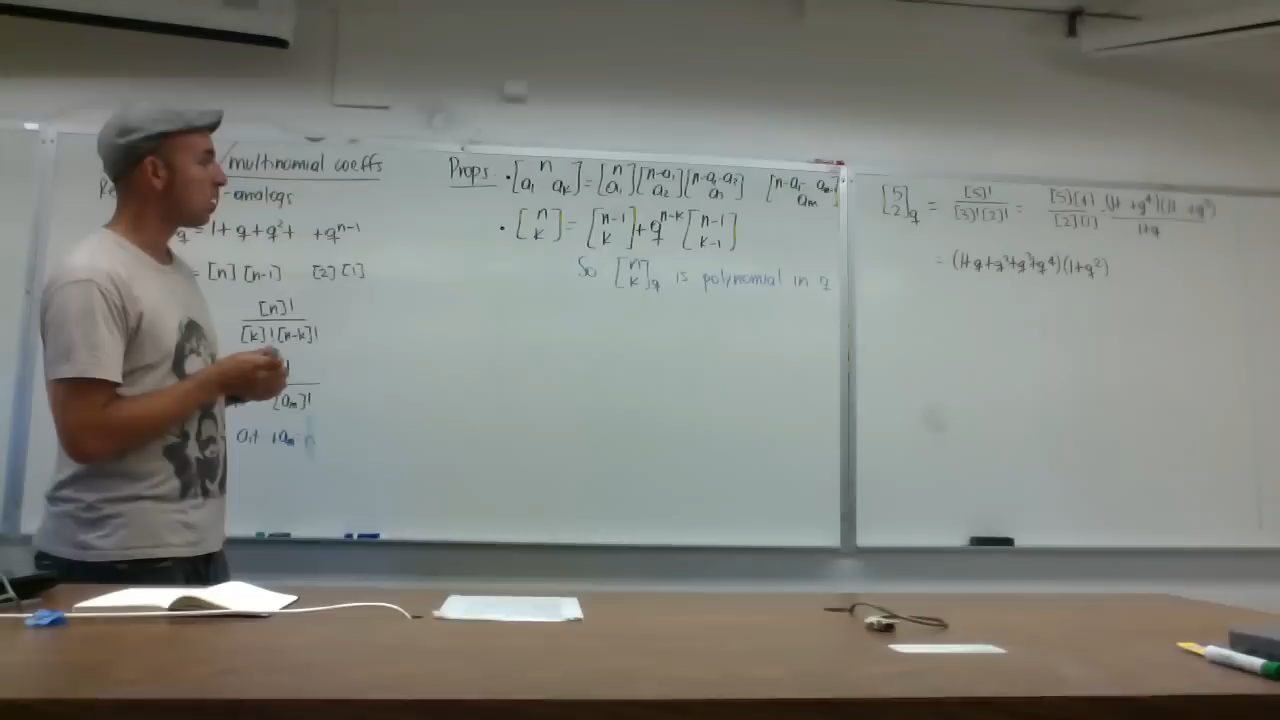 /multinomial coeffs
-analogs
q = 1 + q + q² + + qⁿ⁻¹
= [n] [n-1] [2] [1]
[n]!
[k]! [n-k]!
[aₘ]!
a₁+ +aₘ=n
Props • [n a₁ aₖ] = [n a₁] [n-a₁ a₂] [n-a₁-a₂ a₃] [n-a₁- aₘ₋₁ aₘ]
• [n k] = [n-1 k] + qⁿ⁻ᵏ [n-1 k-1]
So [n k]q is polynomial in q
[5 2]q = [5]! / [3]! [2]! = [5][4] / [2][1] = (1+ +q⁴)(1+ +q³) / 1+q
= (1+q+q²+q³+q⁴)(1+q²)